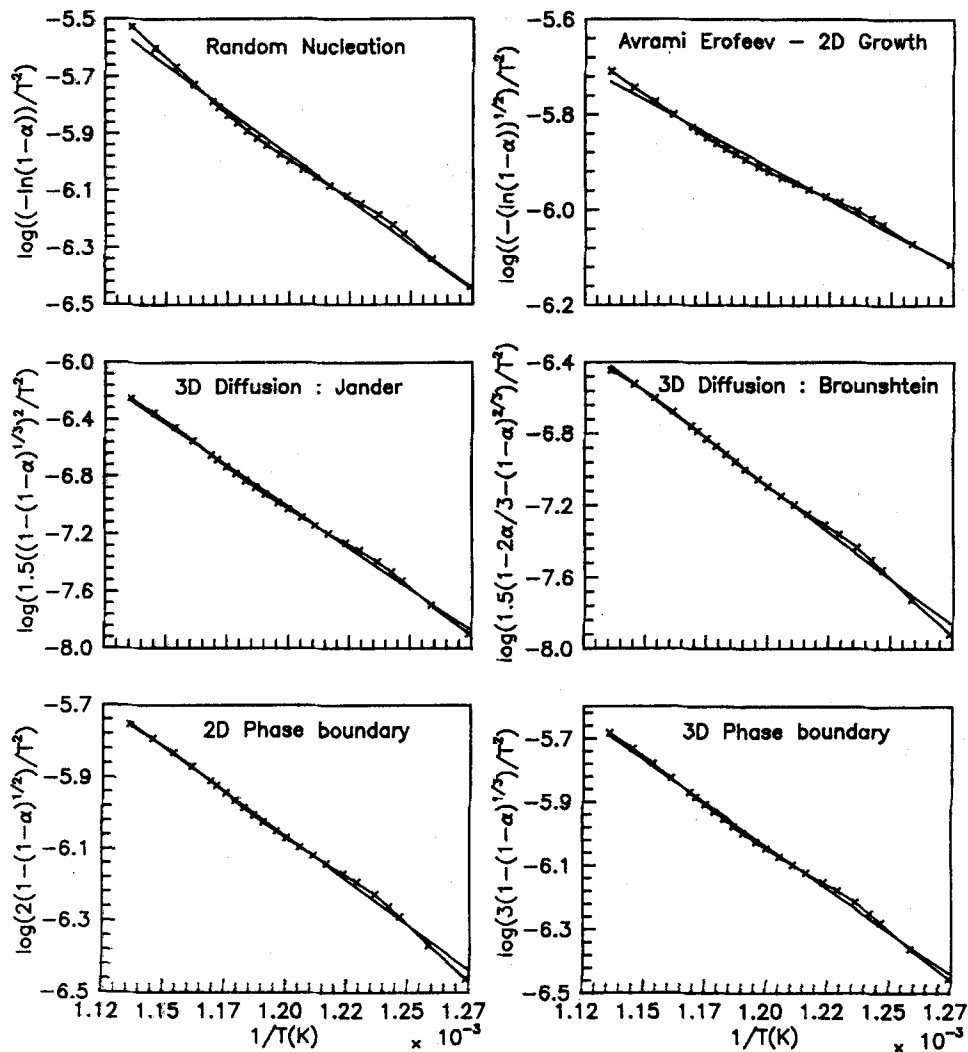 Random Nucleation
log((-ln(1-α))/T²)
-5.5
-5.7
-5.9
-6.1
-6.3
-6.5
Avrami Erofeev - 2D Growth
log((-(ln(1-α))^1/2)/T²)
-5.6
-5.8
-6.0
-6.2
3D Diffusion : Jander
log(1.5((1-(1-α)^1/3)²/T²)
-6.0
-6.4
-6.8
-7.2
-7.6
-8.0
3D Diffusion : Brounshtein
log(1.5(1-2α/3-(1-α)^2/3)/T²)
-6.4
-6.8
-7.2
-7.6
-8.0
2D Phase boundary
log(2(1-(1-α)^1/2)/T²)
-5.7
-5.9
-6.1
-6.3
-6.5
1.12 1.15 1.17 1.20 1.22 1.25 1.27
1/T(K)
× 10⁻³
3D Phase boundary
log(3(1-(1-α)^1/3)/T²)
-5.7
-5.9
-6.1
-6.3
-6.5
1.12 1.15 1.17 1.20 1.22 1.25 1.27
1/T(K)
× 10⁻³